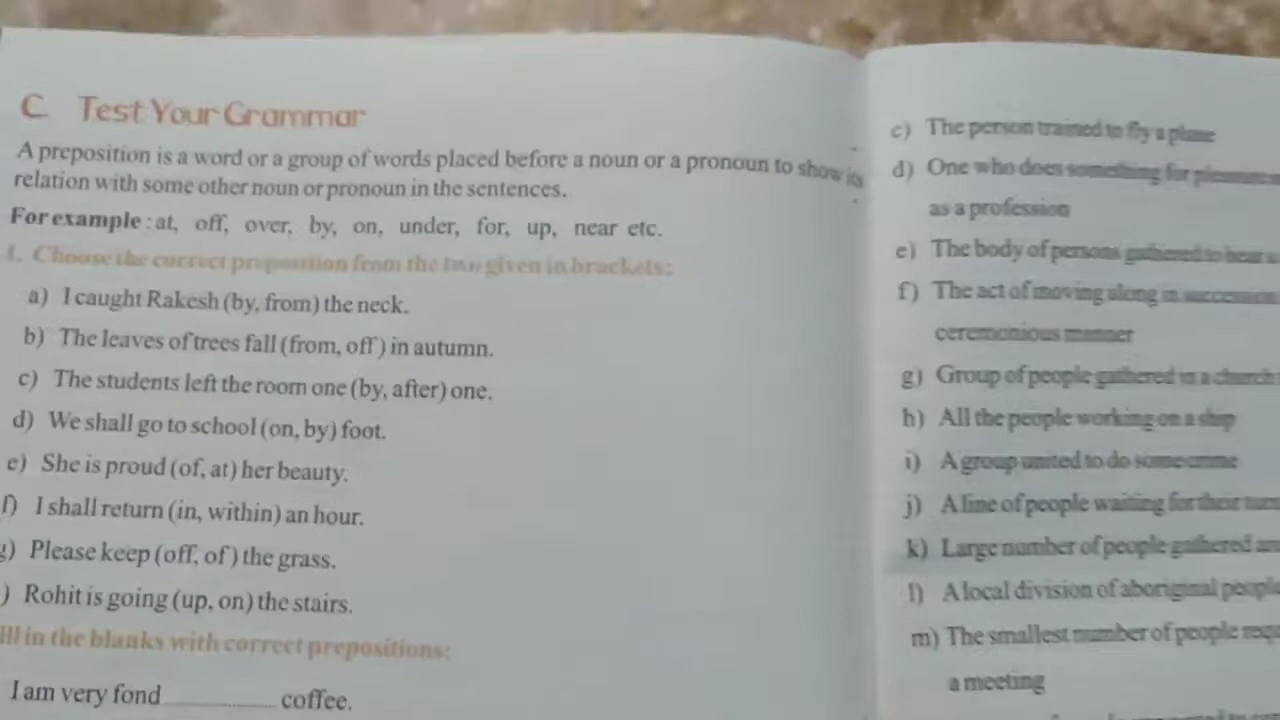 C. Test Your Grammar
A preposition is a word or a group of words placed before a noun or a pronoun to show its
relation with some other noun or pronoun in the sentences.
For example : at, off, over, by, on, under, for, up, near etc.
1. Choose the correct preposition from the two given in brackets:
a) I caught Rakesh (by, from) the neck.
b) The leaves of trees fall (from, off) in autumn.
c) The students left the room one (by, after) one.
d) We shall go to school (on, by) foot.
e) She is proud (of, at) her beauty.
f) I shall return (in, within) an hour.
g) Please keep (off, of) the grass.
) Rohit is going (up, on) the stairs.
ill in the blanks with correct prepositions:
I am very fond .............. coffee.
c) The person trained to fly a plane
d) One who does something for
as a profession
e) The body of persons gathered to hear
f) The act of moving along in succession
ceremonious manner
g) Group of people gathered in a church
h) All the people working on a ship
i) A group united to do some crime
j) A line of people waiting for their turn
k) Large number of people gathered
l) A local division of aboriginal people
m) The smallest number of people
a meeting